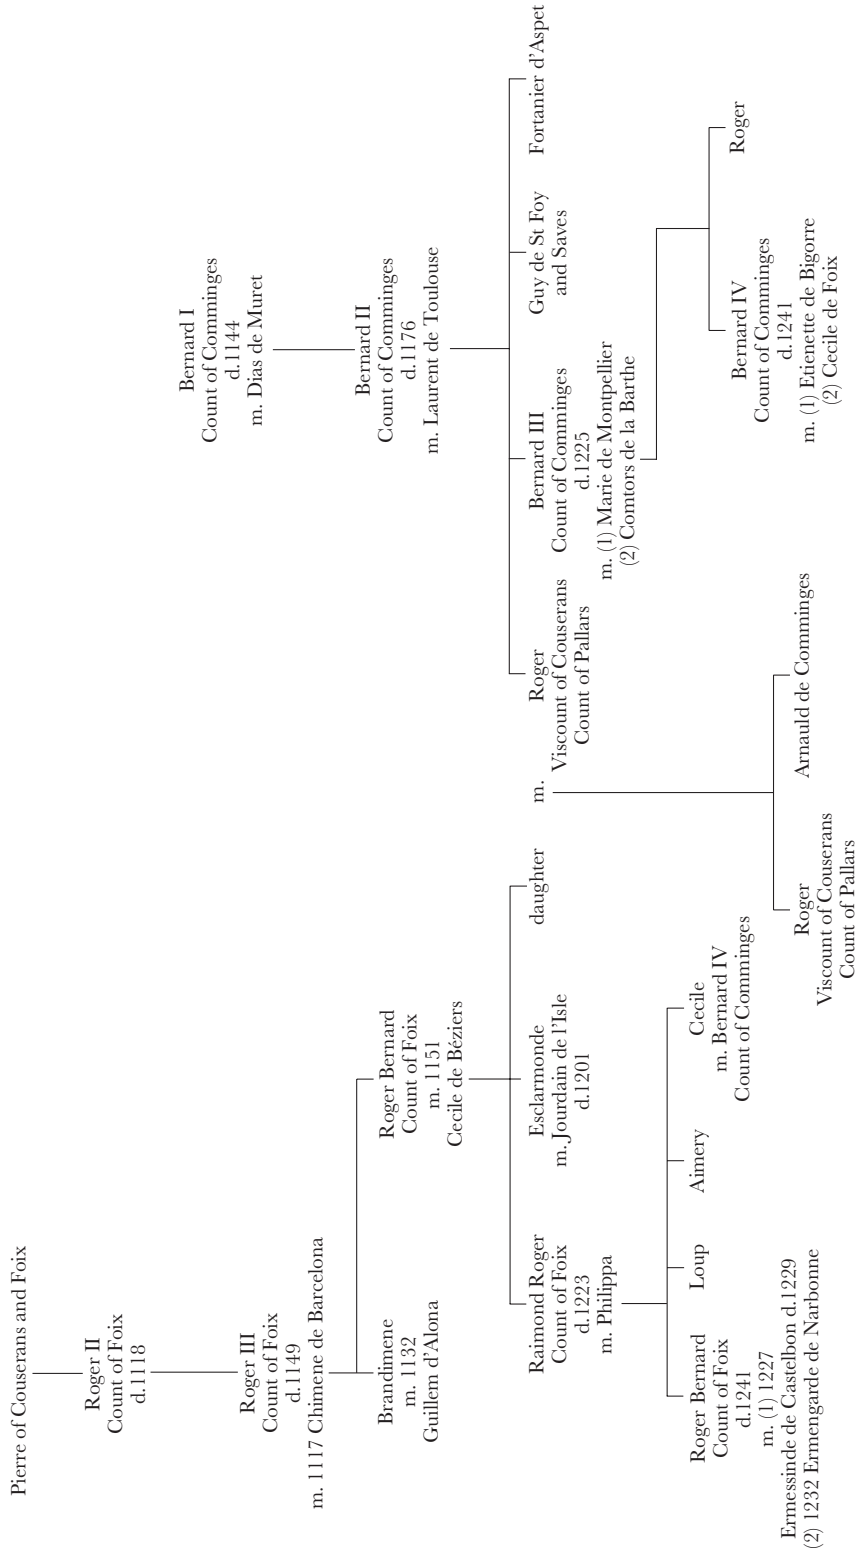 Pierre of Couserans and Foix
Roger II
Count of Foix
d.1118
Roger III
Count of Foix
d.1149
m. 1117 Chimene de Barcelona
Brandimene
m. 1132
Guillem d'Alona
Roger Bernard
Count of Foix
m. 1151
Cecile de Béziers
Raimond Roger
Count of Foix
d.1223
m. Philippa
Esclarmonde
m. Jourdain de l'Isle
d.1201
daughter
m.
Roger Bernard
Count of Foix
d.1241
m. (1) 1227
Ermessinde de Castelbon d.1229
(2) 1232 Ermengarde de Narbonne
Loup
Aimery
Cecile
m. Bernard IV
Count of Comminges
Bernard I
Count of Comminges
d.1144
m. Dias de Muret
Bernard II
Count of Comminges
d.1176
m. Laurent de Toulouse
Roger
Viscount of Couserans
Count of Pallars
Bernard III
Count of Comminges
d.1225
m. (1) Marie de Montpellier
(2) Comtors de la Barthe
Guy de St Foy
and Saves
Fortanier d'Aspet
Bernard IV
Count of Comminges
d.1241
m. (1) Etienette de Bigorre
(2) Cecile de Foix
Roger
Roger
Viscount of Couserans
Count of Pallars
Arnauld de Comminges